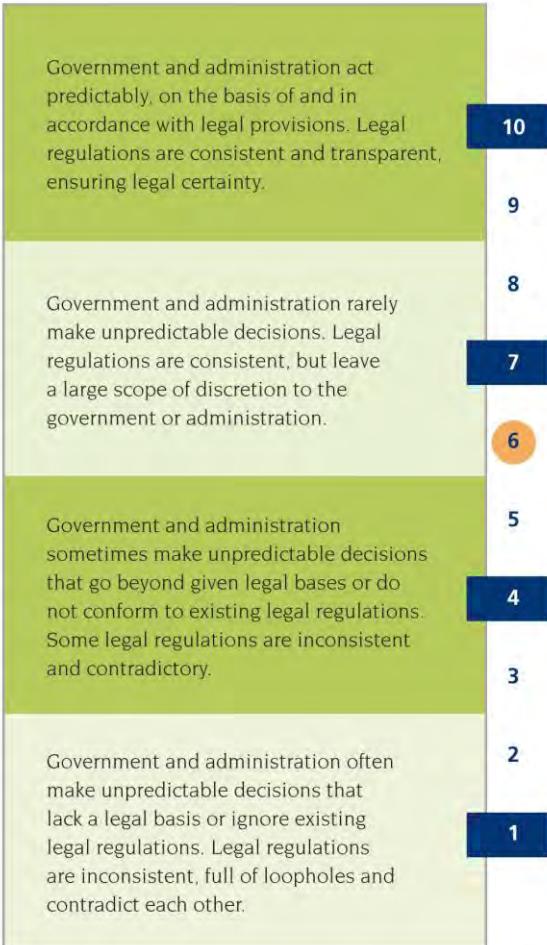 Government and administration act
predictably, on the basis of and in
accordance with legal provisions. Legal
regulations are consistent and transparent,
ensuring legal certainty.
10
9
8
Government and administration rarely
make unpredictable decisions. Legal
regulations are consistent, but leave
a large scope of discretion to the
government or administration.
7
6
5
Government and administration
sometimes make unpredictable decisions
that go beyond given legal bases or do
not conform to existing legal regulations.
Some legal regulations are inconsistent
and contradictory.
4
3
2
Government and administration often
make unpredictable decisions that
lack a legal basis or ignore existing
legal regulations. Legal regulations
are inconsistent, full of loopholes and
contradict each other.
1